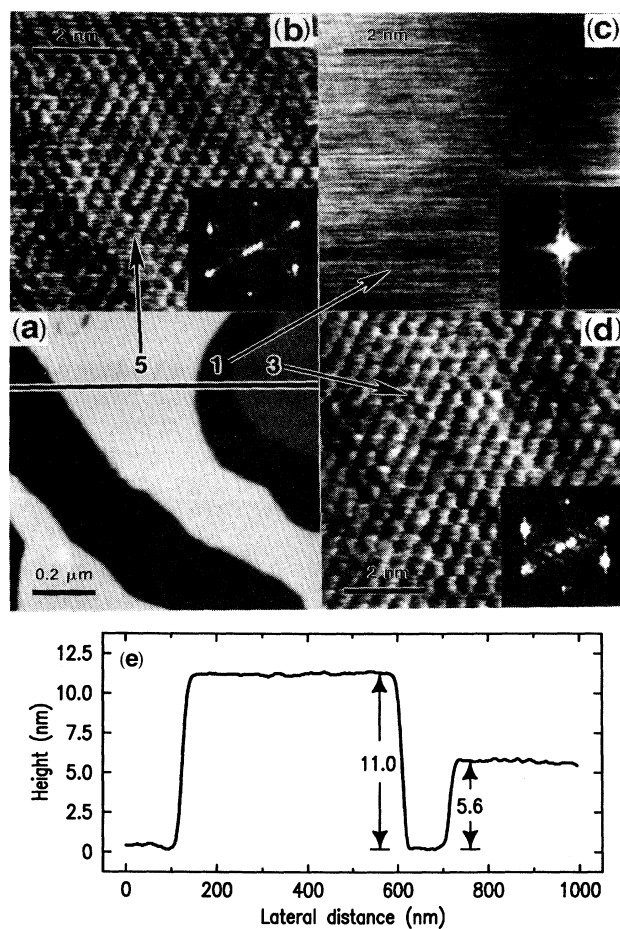 2 nm (b)
2 nm (c)
(a) 5 1 3 (d)
0.2 μm 2 nm
(e)
12.5
10.0
7.5
5.0
2.5
0
Height (nm)
11.0
5.6
0 200 400 600 800 1000
Lateral distance (nm)